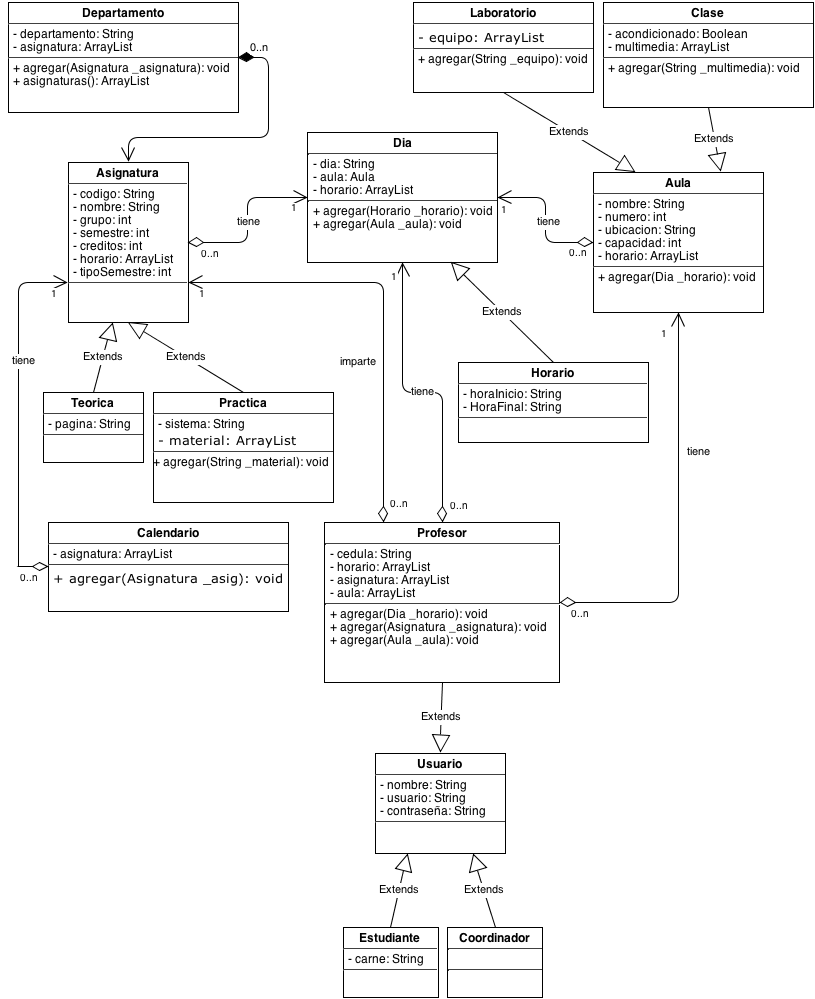 Departamento
- departamento: String
- asignatura: ArrayList
+ agregar(Asignatura _asignatura): void
+ asignaturas(): ArrayList
0..n
Laboratorio
- equipo: ArrayList
+ agregar(String _equipo): void
Clase
- acondicionado: Boolean
- multimedia: ArrayList
+ agregar(String _multimedia): void
Extends
Extends
Asignatura
- codigo: String
- nombre: String
- grupo: int
- semestre: int
- creditos: int
- horario: ArrayList
- tipoSemestre: int
Dia
- dia: String
- aula: Aula
- horario: ArrayList
+ agregar(Horario _horario): void
+ agregar(Aula _aula): void
Aula
- nombre: String
- numero: int
- ubicacion: String
- capacidad: int
- horario: ArrayList
+ agregar(Dia _horario): void
1
tiene
0..n
1
tiene
0..n
1
1
1
1
Extends
tiene
Extends
Extends
imparte
tiene
tiene
Teorica
- pagina: String
Practica
- sistema: String
- material: ArrayList
+ agregar(String _material): void
Horario
- horaInicio: String
- HoraFinal: String
0..n
0..n
Calendario
- asignatura: ArrayList
+ agregar(Asignatura _asig): void
0..n
Profesor
- cedula: String
- horario: ArrayList
- asignatura: ArrayList
- aula: ArrayList
+ agregar(Dia _horario): void
+ agregar(Asignatura _asignatura): void
+ agregar(Aula _aula): void
0..n
Extends
Usuario
- nombre: String
- usuario: String
- contraseña: String
Extends
Extends
Estudiante
- carne: String
Coordinador